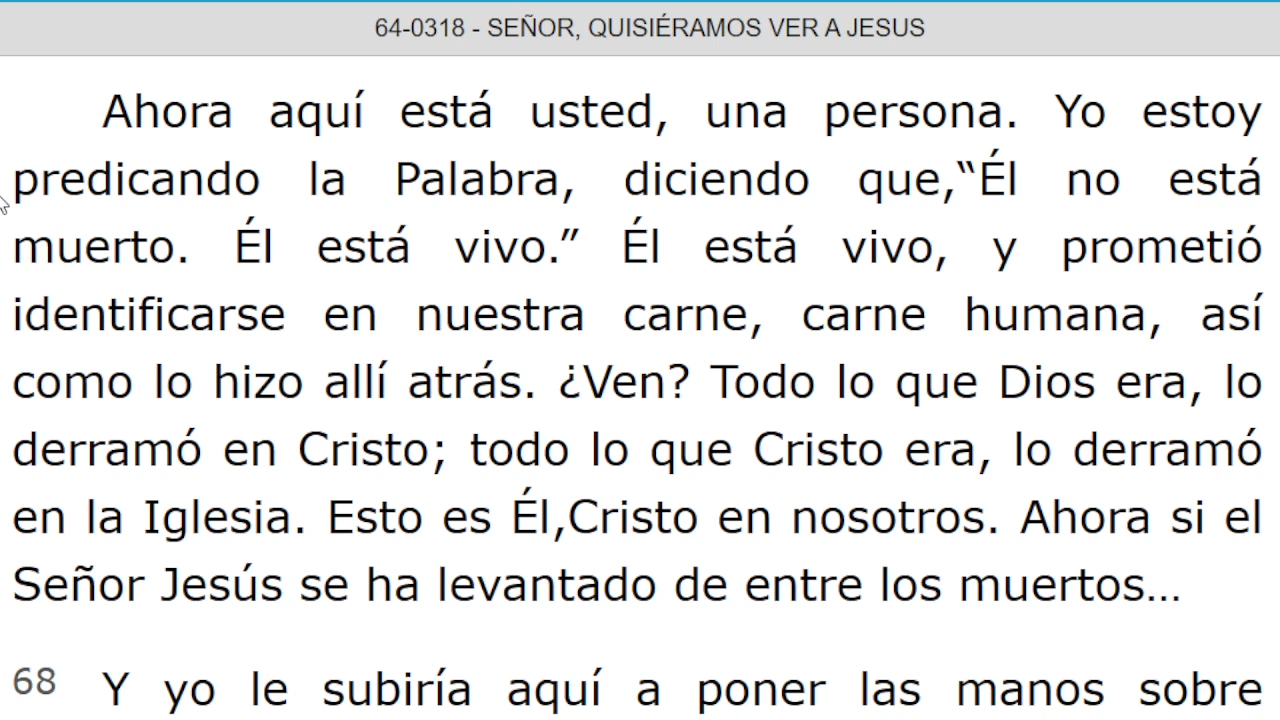 64-0318 - SEÑOR, QUISIÉRAMOS VER A JESUS
Ahora aquí está usted, una persona. Yo estoy
predicando la Palabra, diciendo que,“Él no está
muerto. Él está vivo.” Él está vivo, y prometió
identificarse en nuestra carne, carne humana, así
como lo hizo allí atrás. ¿Ven? Todo lo que Dios era, lo
derramó en Cristo; todo lo que Cristo era, lo derramó
en la Iglesia. Esto es Él,Cristo en nosotros. Ahora si el
Señor Jesús se ha levantado de entre los muertos...
68 Y yo le subiría aquí a poner las manos sobre